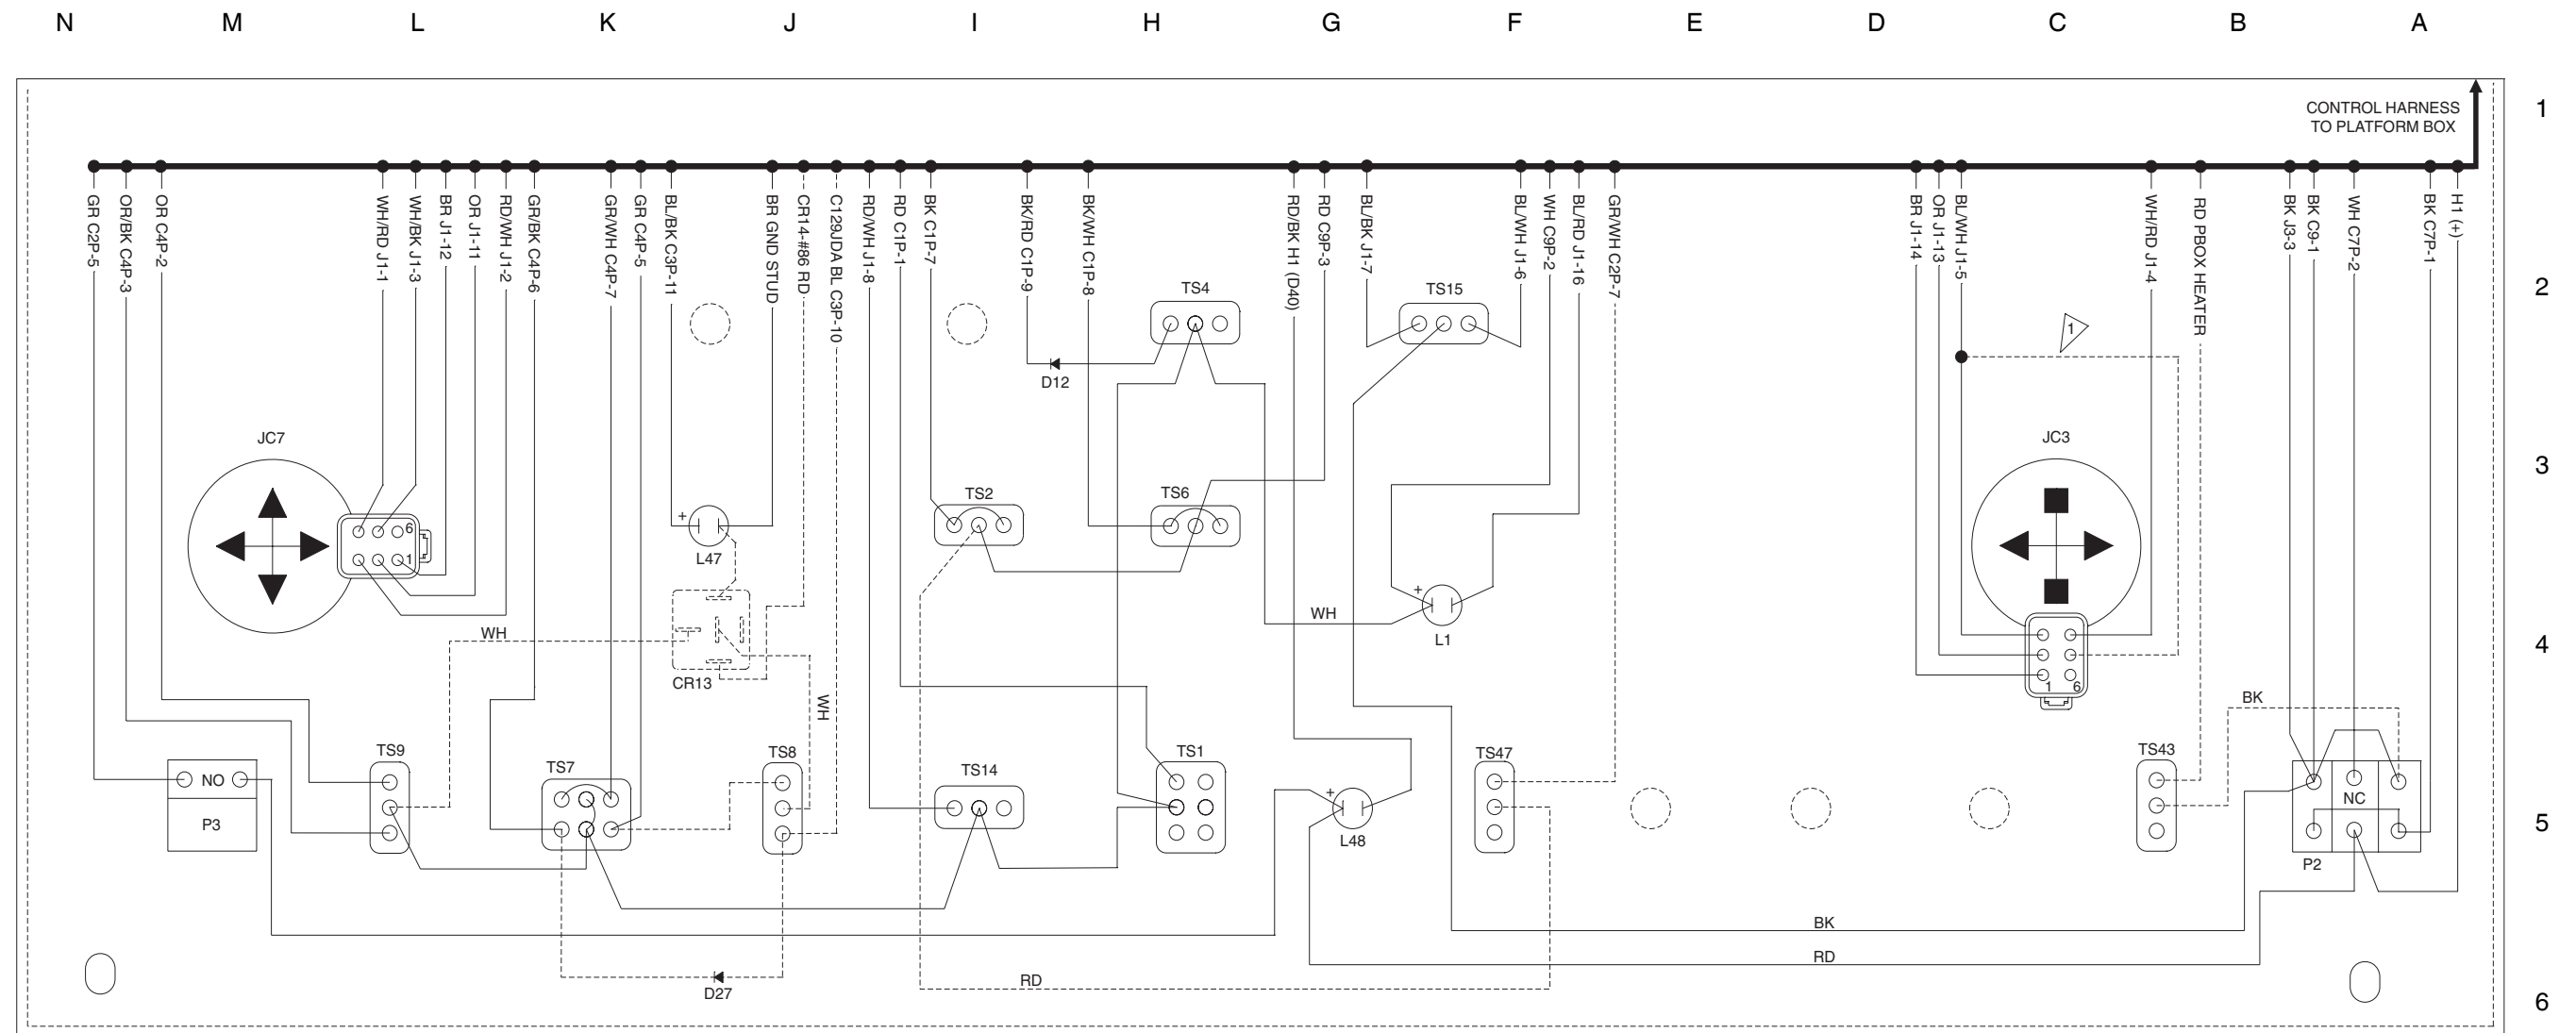 N M L K J I H G F E D C B A
CONTROL HARNESS
TO PLATFORM BOX
1
GR C2P-5
OR/BK C4P-3
OR C4P-2
WH/RD J1-1
WH/BK J1-3
BR J1-12
OR J1-11
RD/WH J1-2
GR/BK C4P-6
GR/WH C4P-7
GR C4P-5
BL/BK C3P-11
BR GND STUD
CR14-#86 RD
C129JDA BL C3P-10
RD/WH J1-8
RD C1P-1
BK C1P-7
BK/RD C1P-9
BK/WH C1P-8
RD/BK H1 (D40)
RD C9P-3
BL/BK J1-7
BL/WH J1-6
WH C9P-2
BL/RD J1-16
GR/WH C2P-7
BR J1-14
OR J1-13
BL/WH J1-5
WH/RD J1-4
RD PBOX HEATER
BK J3-3
BK C9-1
WH C7P-2
BK C7P-1
H1 (+)
2
TS4
TS15
1
D12
JC7
JC3
3
TS2
TS6
+
L47
6
1
+
WH
L1
WH
4
CR13
1 6
WH
BK
TS9
TS7
TS8
TS14
TS1
TS47
TS43
NO
P3
+
L48
NC
5
P2
BK
RD
RD
D27
6